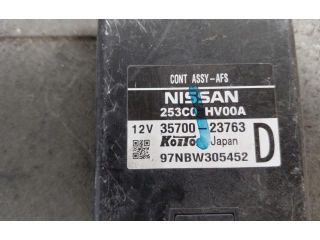 CONT ASSY-AFS
NISSAN
253C0 HV00A
12V 35700-23763
Koito Japan D
97NBW305452